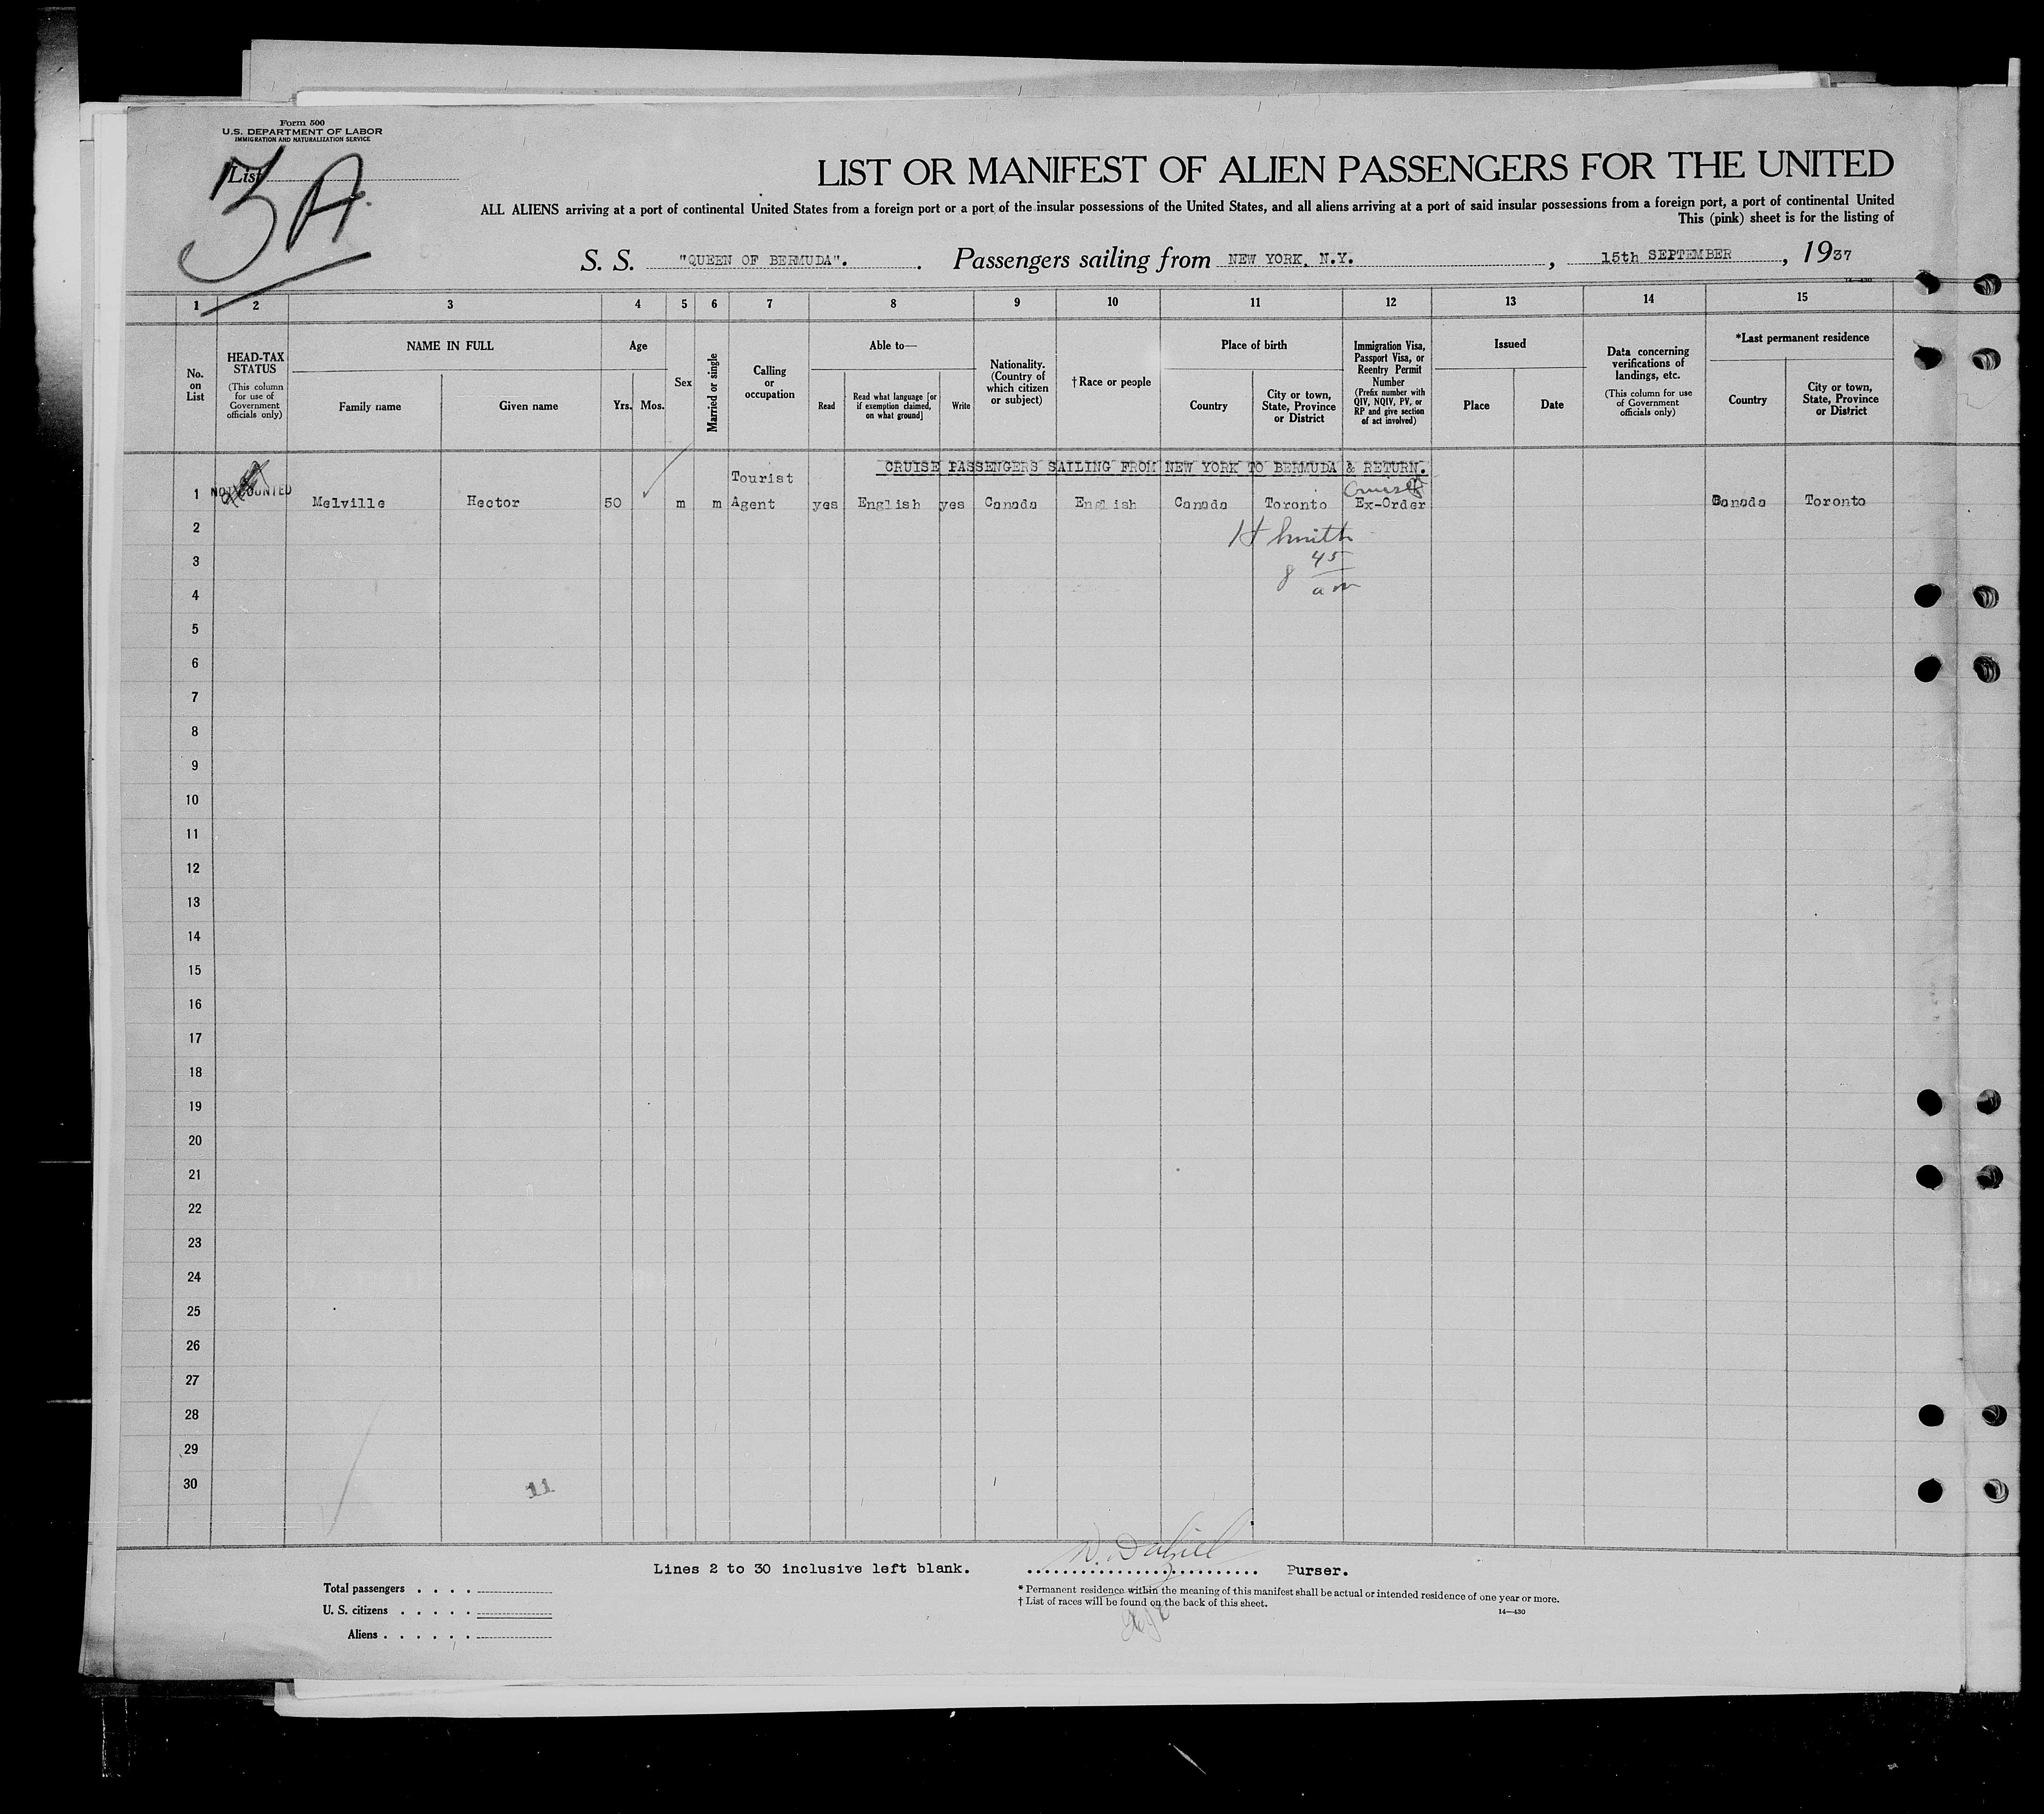 Form 500
U.S. DEPARTMENT OF LABOR
IMMIGRATION AND NATURALIZATION SERVICE
List
3 A.
LIST OR MANIFEST OF ALIEN PASSENGERS FOR THE UNITED
ALL ALIENS arriving at a port of continental United States from a foreign port or a port of the insular possessions of the United States, and all aliens arriving at a port of said insular possessions from a foreign port, a port of continental United
This (pink) sheet is for the listing of
S. S. "QUEEN OF BERMUDA". . Passengers sailing from NEW YORK, N.Y. , 15th SEPTEMBER , 1937
14—430
1 2 3 4 5 6 7 8 9 10 11 12 13 14 15
No. on List
HEAD-TAX STATUS
(This column for use of Government officials only)
NAME IN FULL
Family name
Given name
Age
Yrs. Mos.
Sex
Married or single
Calling or occupation
Able to—
Read
Read what language [or if exemption claimed, on what ground]
Write
Nationality. (Country of which citizen or subject)
†Race or people
Place of birth
Country
City or town, State, Province or District
Immigration Visa, Passport Visa, or Reentry Permit Number
(Prefix number with QIV, NQIV, PV, or RP and give section of act involved)
Issued
Place
Date
Data concerning verifications of landings, etc.
(This column for use of Government officials only)
*Last permanent residence
Country
City or town, State, Province or District
CRUISE PASSENGERS SAILING FROM NEW YORK TO BERMUDA & RETURN.
Tourist
Cruise
1 NOT COUNTED Melville Hector 50 m m Agent yes English yes Canada English Canada Toronto Ex-Order Canada Toronto
2
H Smith
3
8 45
am
4
5
6
7
8
9
10
11
12
13
14
15
16
17
18
19
20
21
22
23
24
25
26
27
28
29
30
11
Lines 2 to 30 inclusive left blank.
Purser.
Total passengers . . . .
U. S. citizens . . . . .
Aliens . . . . . .
* Permanent residence within the meaning of this manifest shall be actual or intended residence of one year or more.
† List of races will be found on the back of this sheet.
14—430